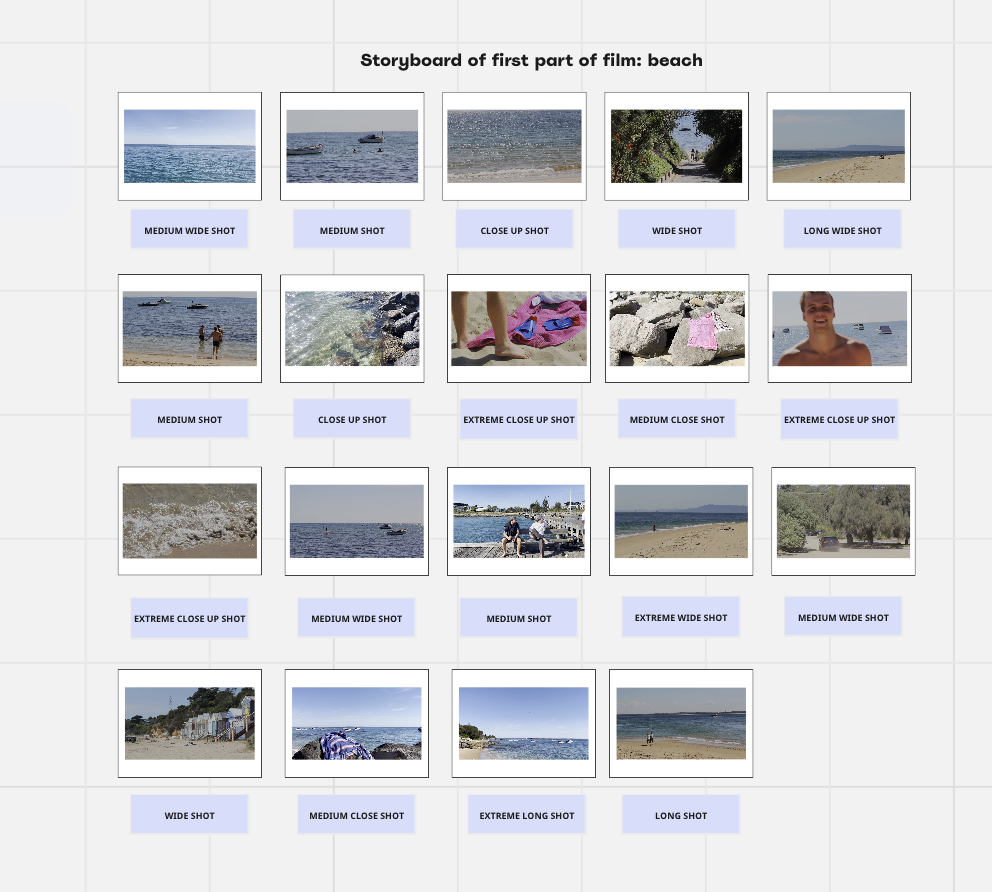 Storyboard of first part of film: beach
MEDIUM WIDE SHOT
MEDIUM SHOT
CLOSE UP SHOT
WIDE SHOT
LONG WIDE SHOT
MEDIUM SHOT
CLOSE UP SHOT
EXTREME CLOSE UP SHOT
MEDIUM CLOSE SHOT
EXTREME CLOSE UP SHOT
EXTREME CLOSE UP SHOT
MEDIUM WIDE SHOT
MEDIUM SHOT
EXTREME WIDE SHOT
MEDIUM WIDE SHOT
WIDE SHOT
MEDIUM CLOSE SHOT
EXTREME LONG SHOT
LONG SHOT